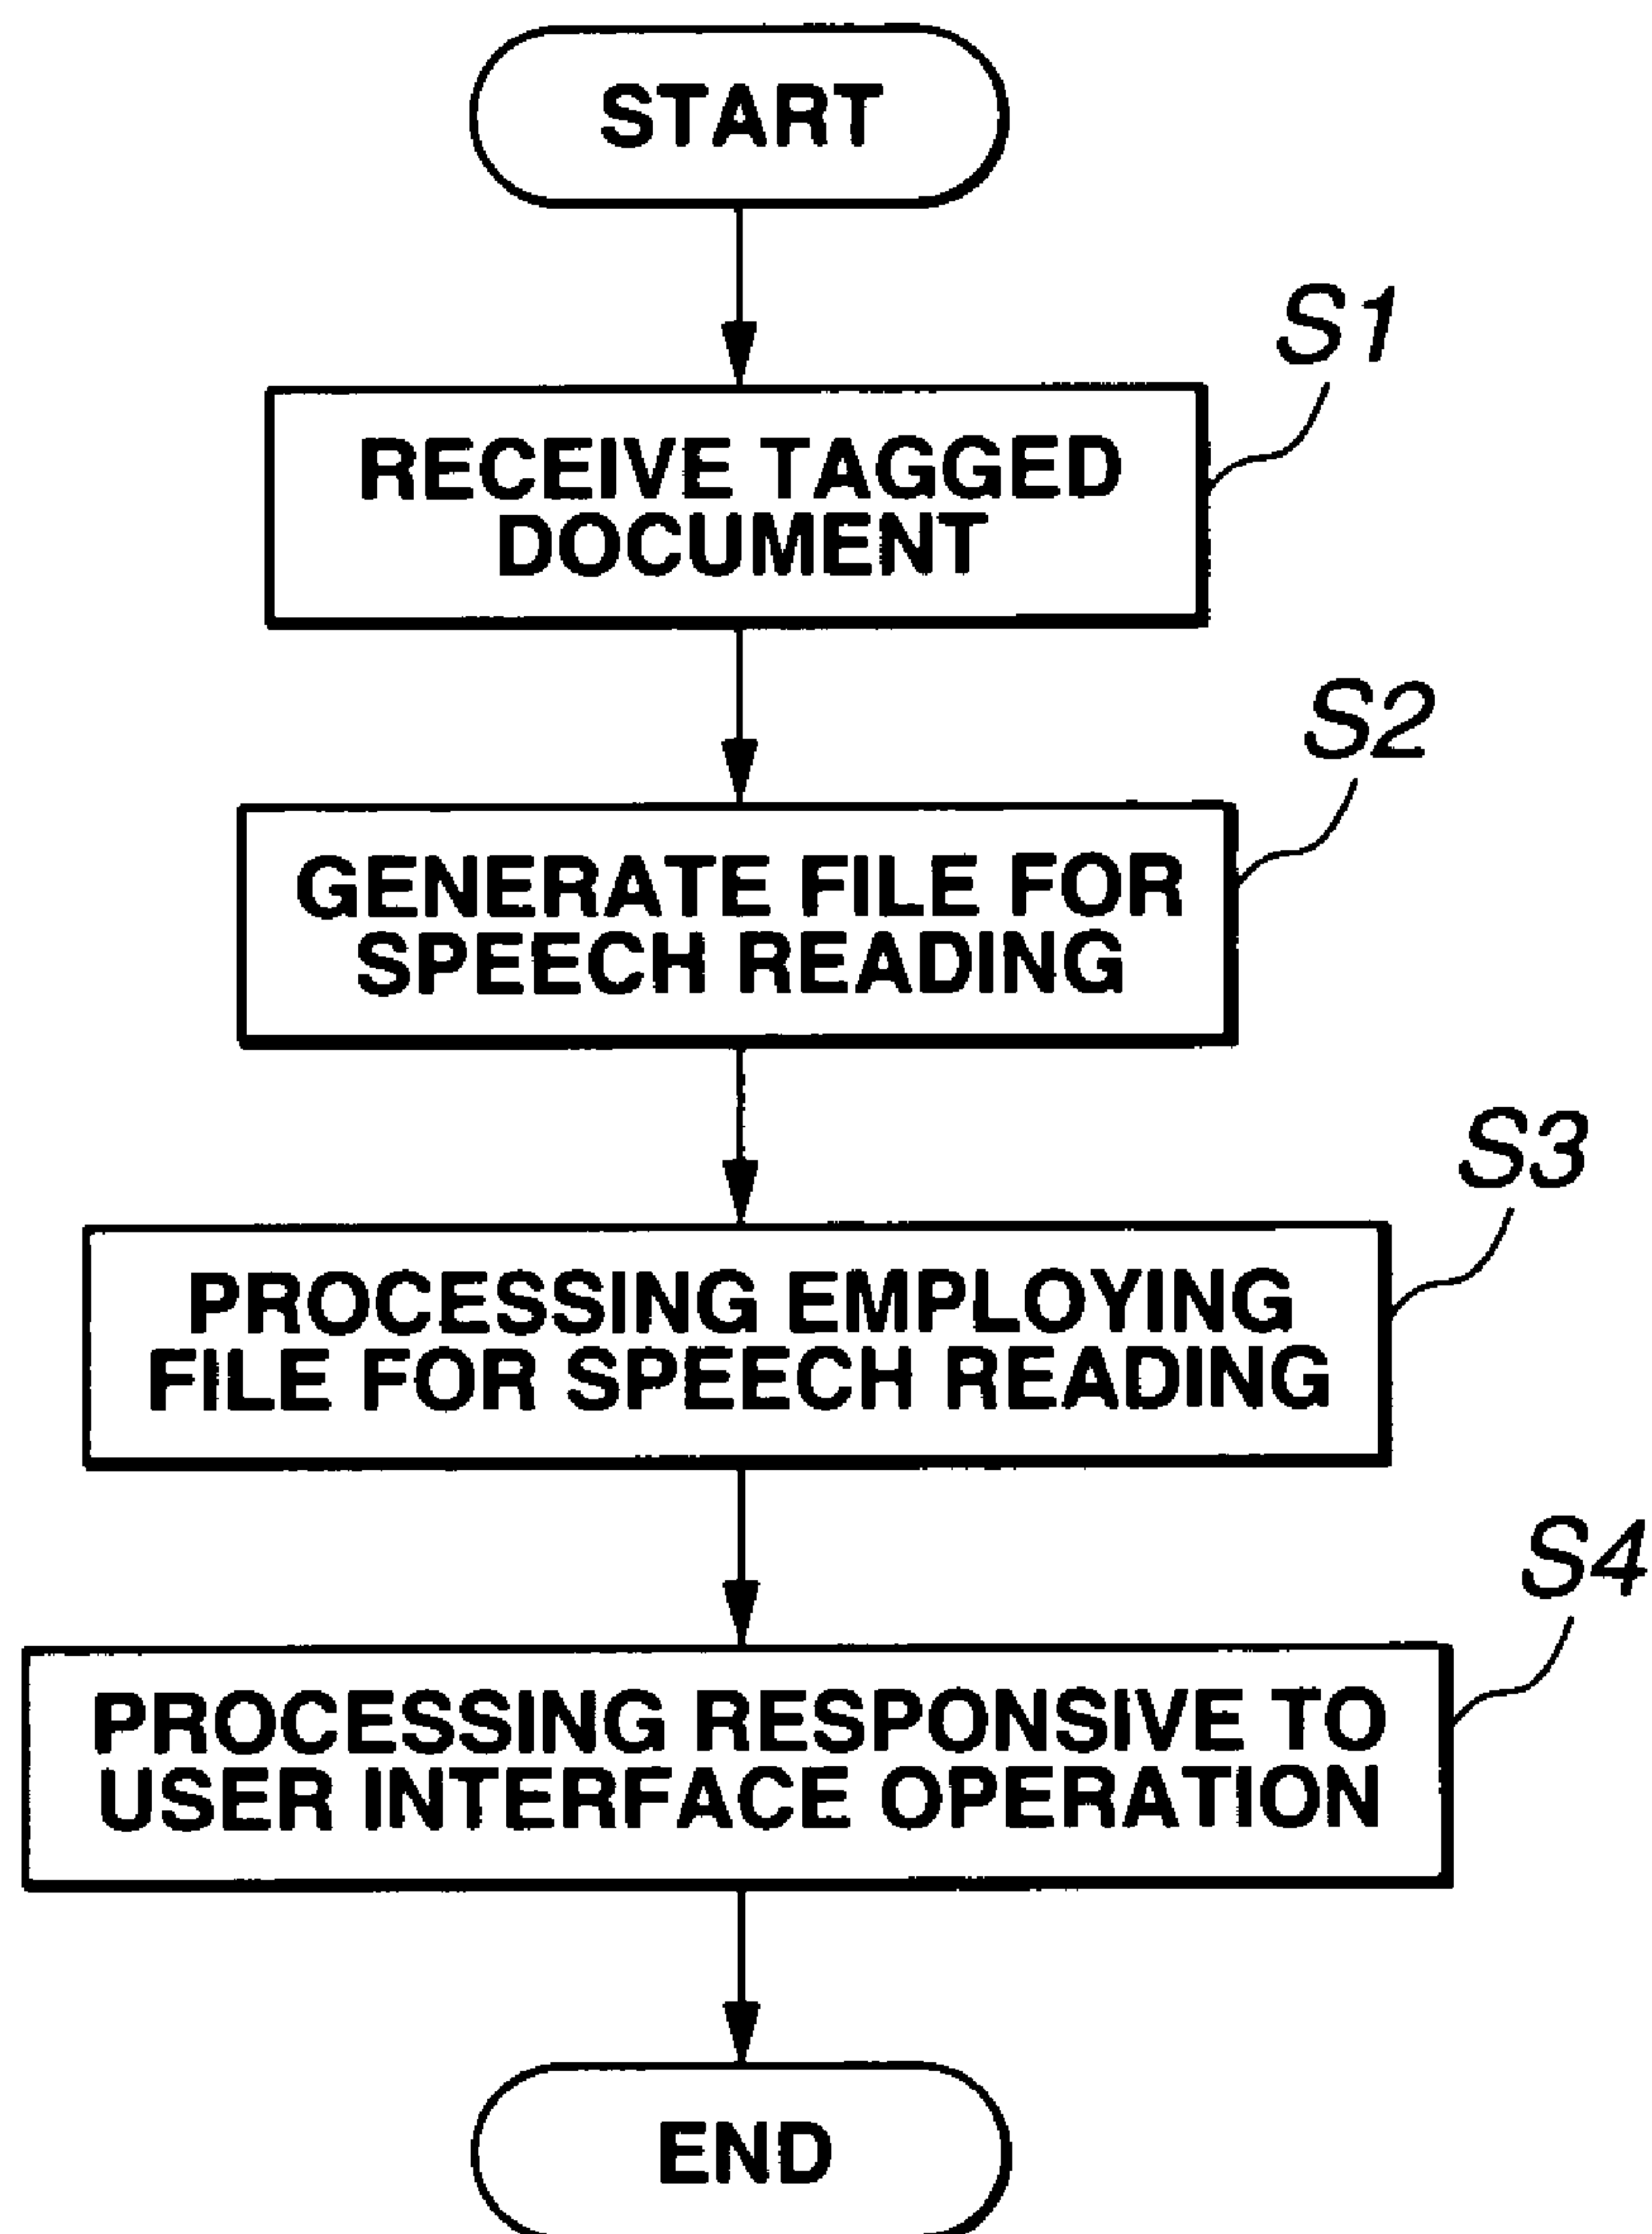 START
S1
RECEIVE TAGGED
DOCUMENT
S2
GENERATE FILE FOR
SPEECH READING
S3
PROCESSING EMPLOYING
FILE FOR SPEECH READING
S4
PROCESSING RESPONSIVE TO
USER INTERFACE OPERATION
END